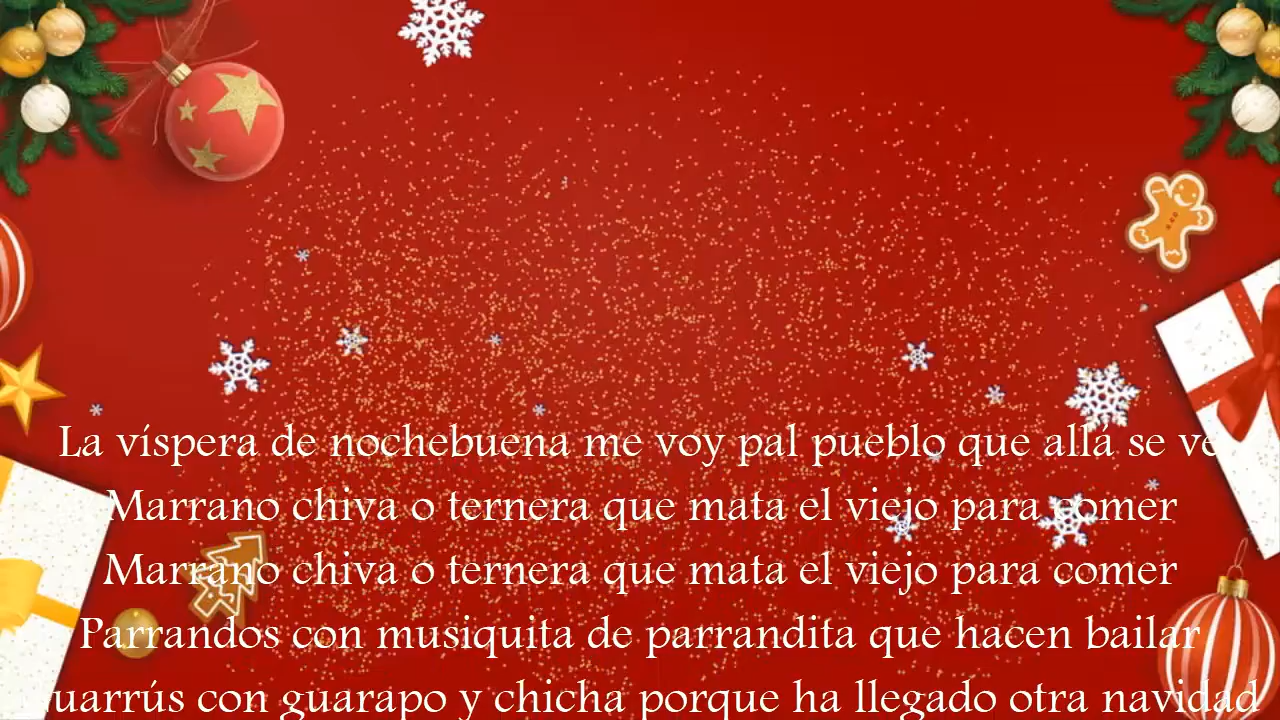 La víspera de nochebuena me voy pal pueblo que allá se ve
Marrano chiva o ternera que mata el viejo para comer
Marrano chiva o ternera que mata el viejo para comer
Parrandos con musiquita de parrandita que hacen bailar
uarrús con guarapo y chicha porque ha llegado otra navidad